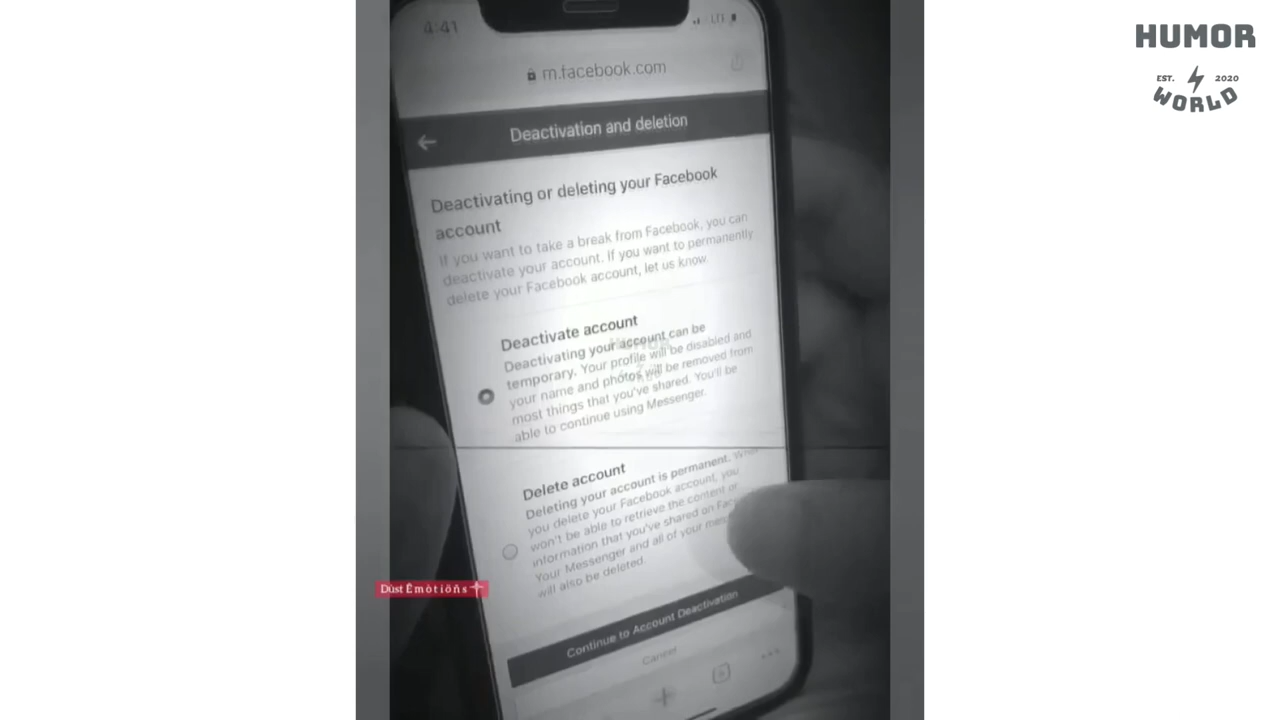 HUMOR
EST. 2020
WORLD
4:41
LTE
m.facebook.com
Deactivation and deletion
Deactivating or deleting your Facebook
account
If you want to take a break from Facebook, you can
deactivate your account. If you want to permanently
delete your Facebook account, let us know.
Deactivate account
Deactivating your account can be
temporary. Your profile will be disabled and
your name and photos will be removed from
most things that you've shared. You'll be
able to continue using Messenger.
Delete account
Deleting your account is permanent.
you delete your Facebook account, you
won't be able to retrieve the content or
information that you've shared on
Your Messenger and all of your
will also be deleted.
Dùst Êmòtiöñs
Continue to Account Deactivation
Cancel